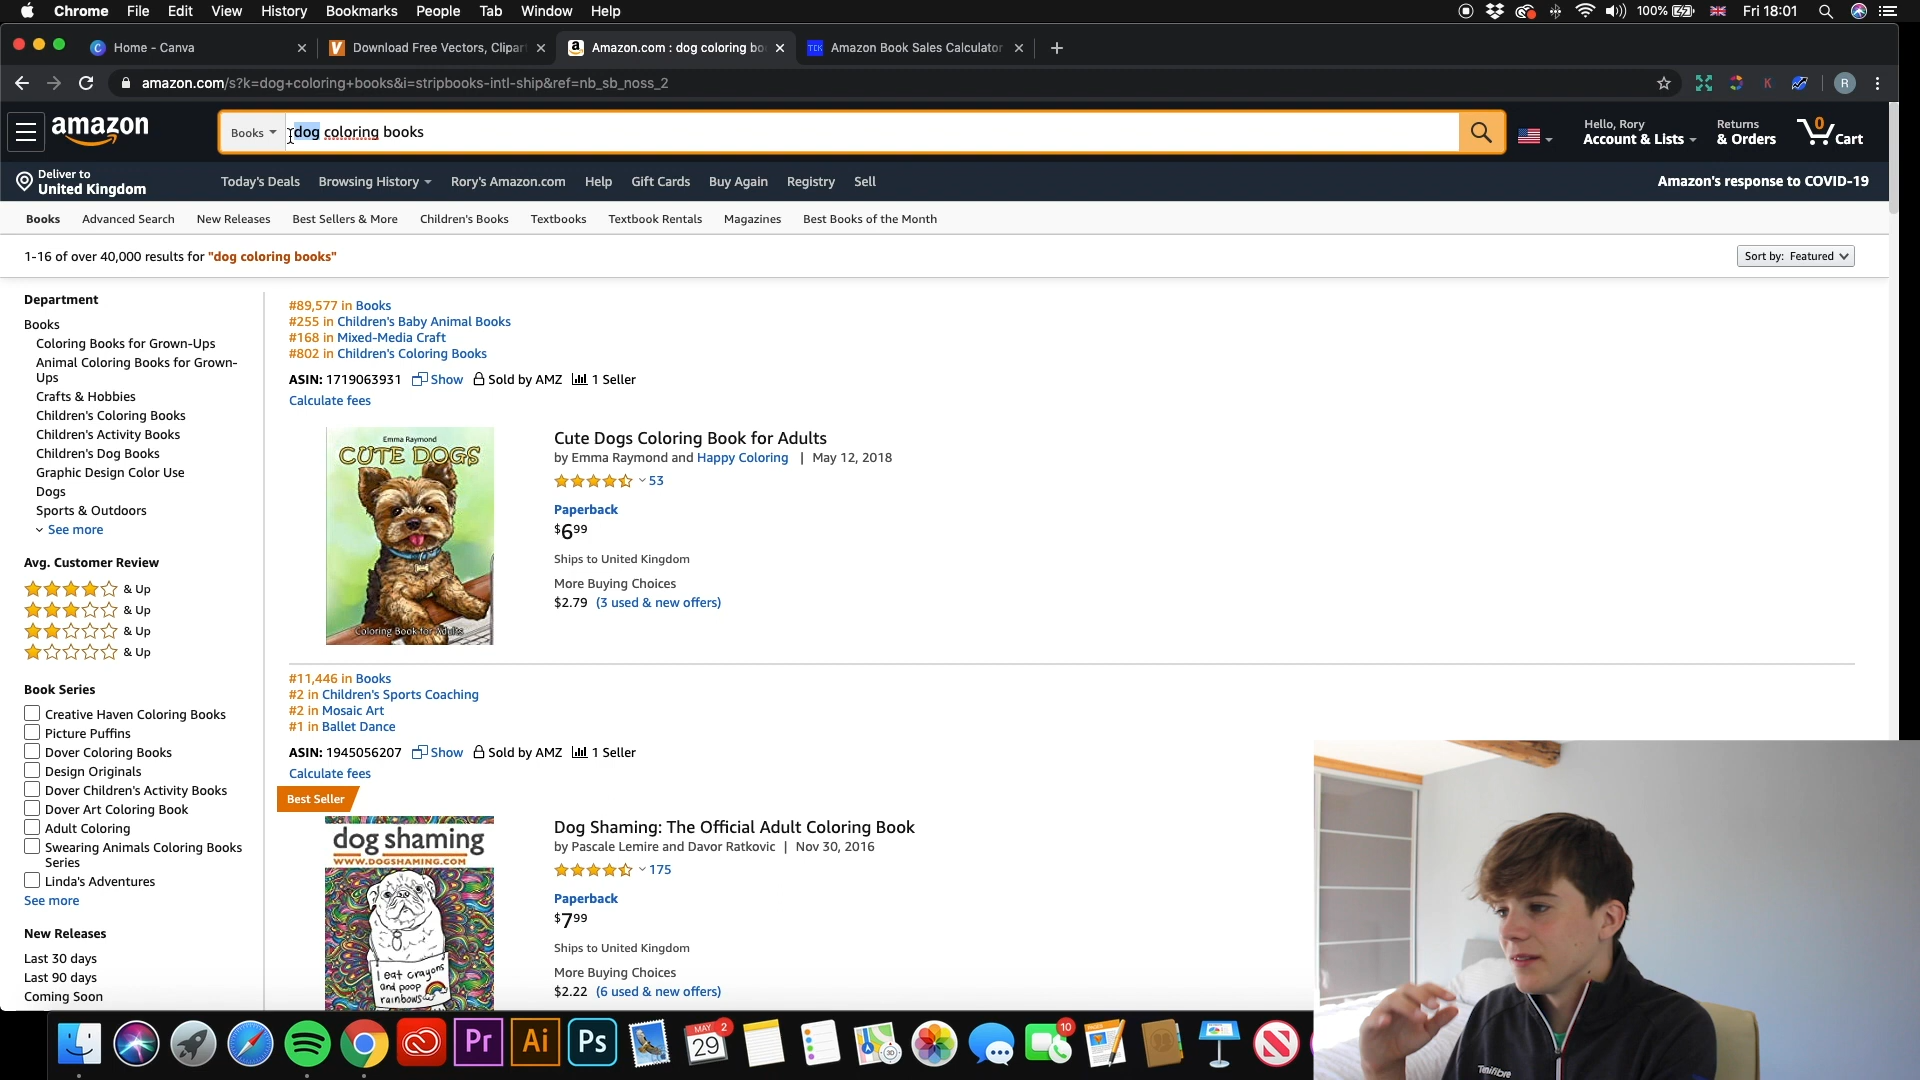 Chrome File Edit View History Bookmarks People Tab Window Help
100% Fri 18:01
Home - Canva
Download Free Vectors, Clipar
Amazon.com : dog coloring bo
TCK Amazon Book Sales Calculator
amazon.com/s?k=dog+coloring+books&i=stripbooks-intl-ship&ref=nb_sb_noss_2
K R
amazon
Books dog coloring books
Hello, Rory
Account & Lists
Returns
& Orders
0 Cart
Deliver to
United Kingdom
Today's Deals Browsing History Rory's Amazon.com Help Gift Cards Buy Again Registry Sell
Amazon's response to COVID-19
Books Advanced Search New Releases Best Sellers & More Children's Books Textbooks Textbook Rentals Magazines Best Books of the Month
1-16 of over 40,000 results for "dog coloring books"
Sort by: Featured
Department
Books
Coloring Books for Grown-Ups
Animal Coloring Books for Grown-
Ups
Crafts & Hobbies
Children's Coloring Books
Children's Activity Books
Children's Dog Books
Graphic Design Color Use
Dogs
Sports & Outdoors
See more
Avg. Customer Review
& Up
& Up
& Up
& Up
Book Series
Creative Haven Coloring Books
Picture Puffins
Dover Coloring Books
Design Originals
Dover Children's Activity Books
Dover Art Coloring Book
Adult Coloring
Swearing Animals Coloring Books
Series
Linda's Adventures
See more
New Releases
Last 30 days
Last 90 days
Coming Soon
#89,577 in Books
#255 in Children's Baby Animal Books
#168 in Mixed-Media Craft
#802 in Children's Coloring Books
ASIN: 1719063931 Show Sold by AMZ 1 Seller
Calculate fees
Emma Raymond
CUTE DOGS
Coloring Book for Adults
Cute Dogs Coloring Book for Adults
by Emma Raymond and Happy Coloring | May 12, 2018
53
Paperback
$6.99
Ships to United Kingdom
More Buying Choices
$2.79 (3 used & new offers)
#11,446 in Books
#2 in Children's Sports Coaching
#2 in Mosaic Art
#1 in Ballet Dance
ASIN: 1945056207 Show Sold by AMZ 1 Seller
Calculate fees
Best Seller
dog shaming
WWW.DOGSHAMING.COM
I eat crayons
and poop
rainbows
Dog Shaming: The Official Adult Coloring Book
by Pascale Lemire and Davor Ratkovic | Nov 30, 2016
175
Paperback
$7.99
Ships to United Kingdom
More Buying Choices
$2.22 (6 used & new offers)
Pr Ai Ps
MAY 2
29
3D
10
PAGES
Tenifibre